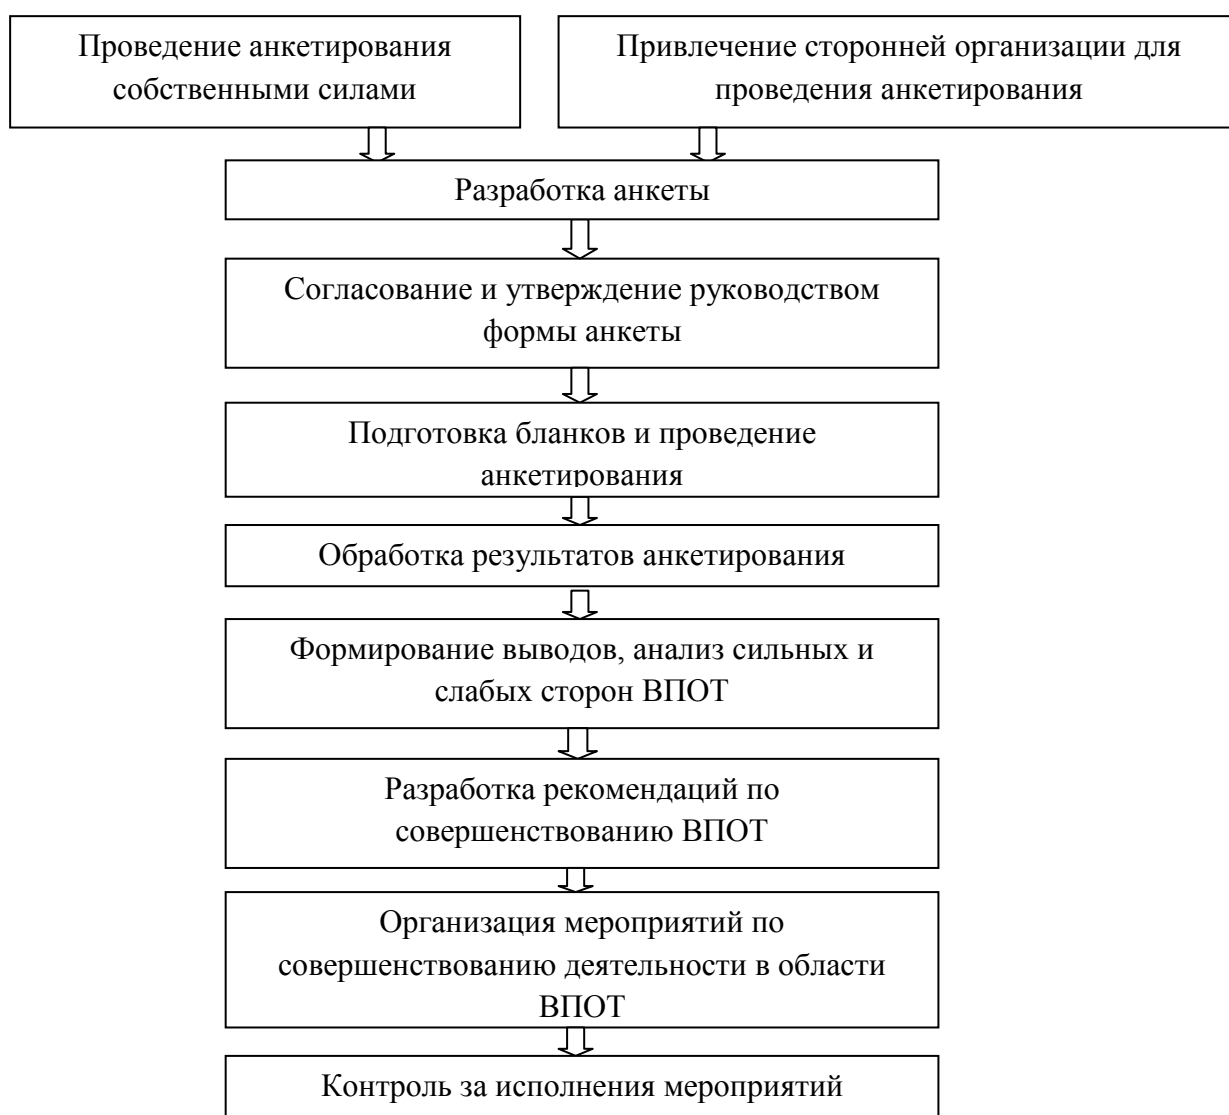 Проведение анкетирования
собственными силами
Привлечение сторонней организации для
проведения анкетирования
Разработка анкеты
Согласование и утверждение руководством
формы анкеты
Подготовка бланков и проведение
анкетирования
Обработка результатов анкетирования
Формирование выводов, анализ сильных и
слабых сторон ВПОТ
Разработка рекомендаций по
совершенствованию ВПОТ
Организация мероприятий по
совершенствованию деятельности в области
ВПОТ
Контроль за исполнения мероприятий